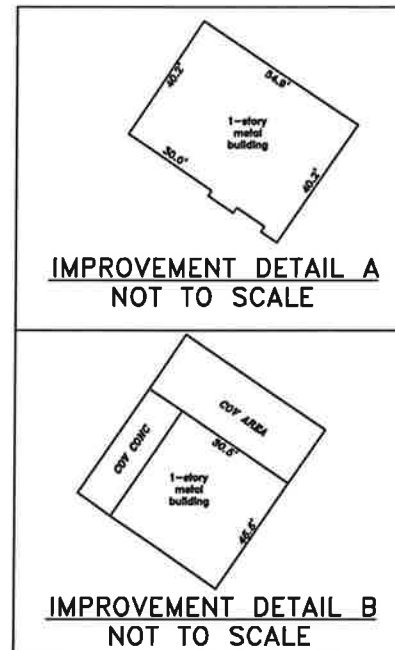 54.9'
40.2'
1-story
metal
building
30.0'
40.2'
IMPROVEMENT DETAIL A
NOT TO SCALE
COV AREA
COV CONC
30.5'
1-story
metal
building
45.5'
IMPROVEMENT DETAIL B
NOT TO SCALE